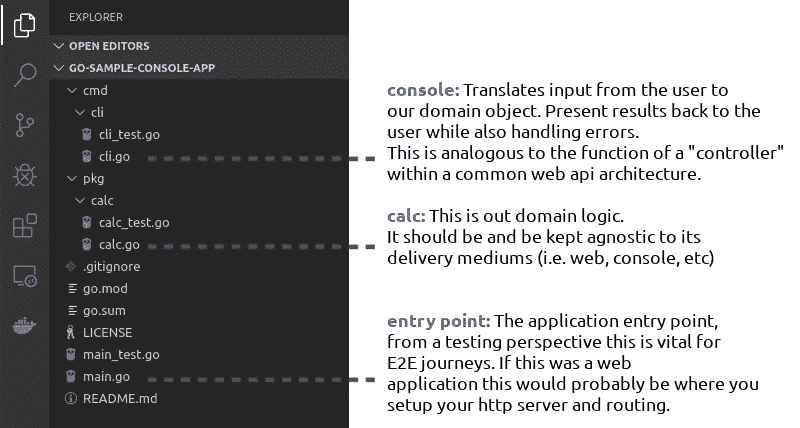 EXPLORER
OPEN EDITORS
GO-SAMPLE-CONSOLE-APP
cmd
cli
cli_test.go
cli.go
pkg
calc
calc_test.go
calc.go
.gitignore
go.mod
go.sum
LICENSE
main_test.go
main.go
README.md
console: Translates input from the user to
our domain object. Present results back to the
user while also handling errors.
This is analogous to the function of a "controller"
within a common web api architecture.
calc: This is out domain logic.
It should be and be kept agnostic to its
delivery mediums (i.e. web, console, etc)
entry point: The application entry point,
from a testing perspective this is vital for
E2E journeys. If this was a web
application this would probably be where you
setup your http server and routing.